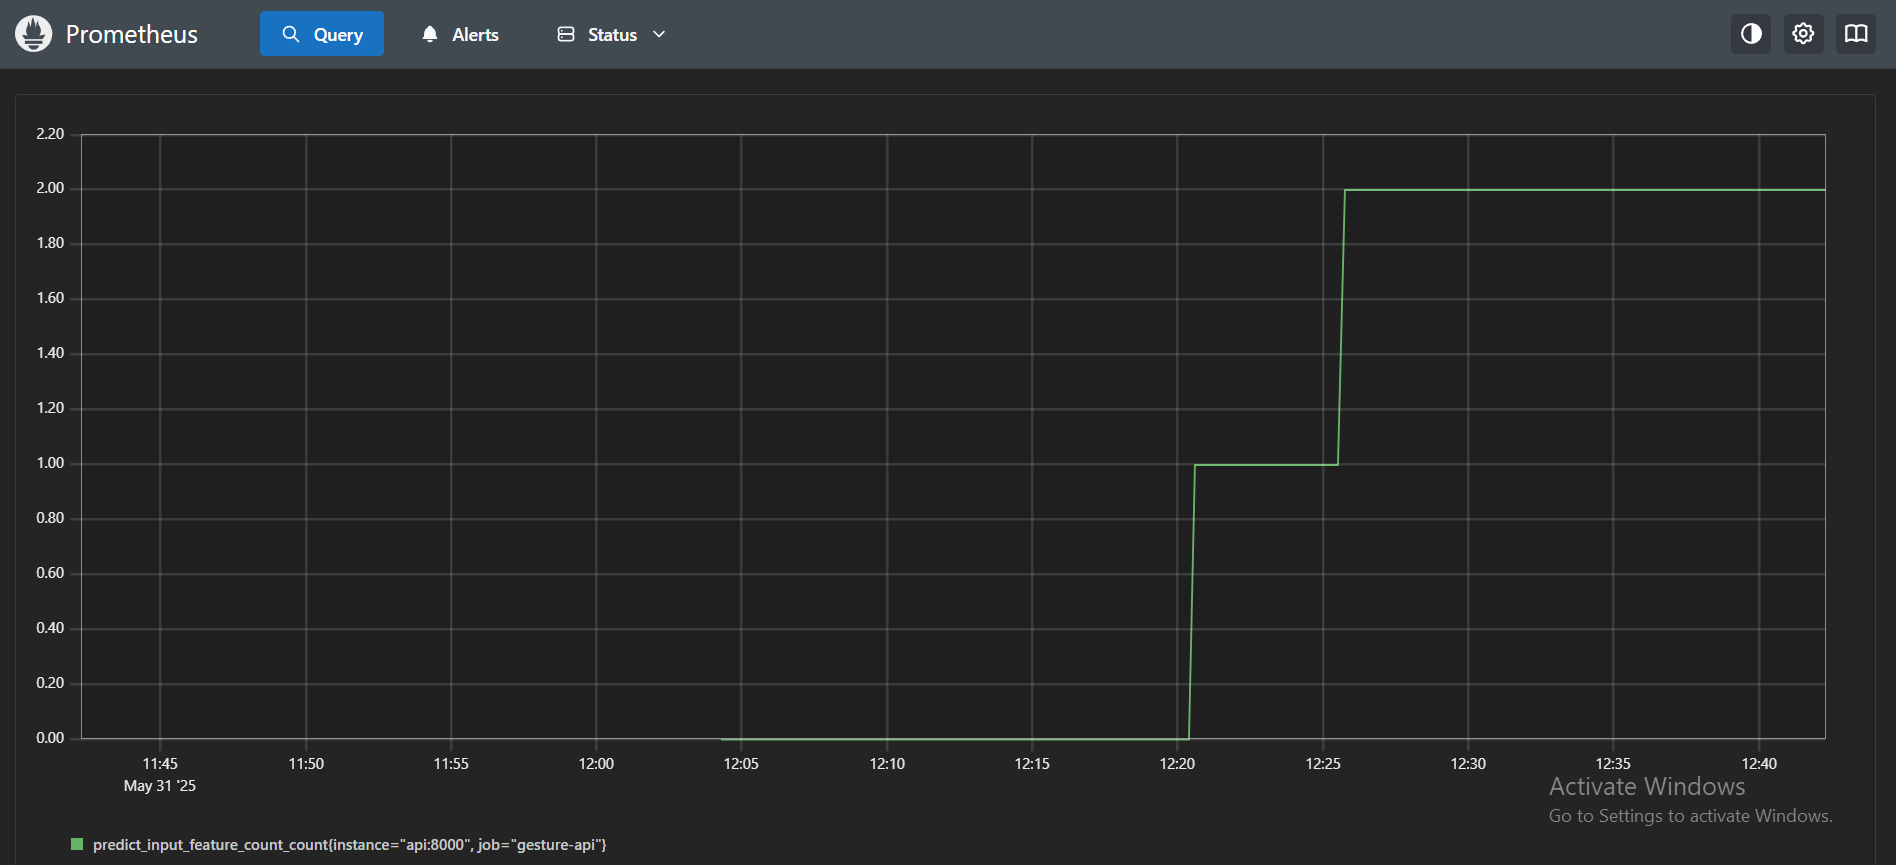 Prometheus Query Alerts Status
2.20
2.00
1.80
1.60
1.40
1.20
1.00
0.80
0.60
0.40
0.20
0.00
11:45 11:50 11:55 12:00 12:05 12:10 12:15 12:20 12:25 12:30 12:35 12:40
May 31 '25
Activate Windows
Go to Settings to activate Windows.
predict_input_feature_count_count{instance="api:8000", job="gesture-api"}